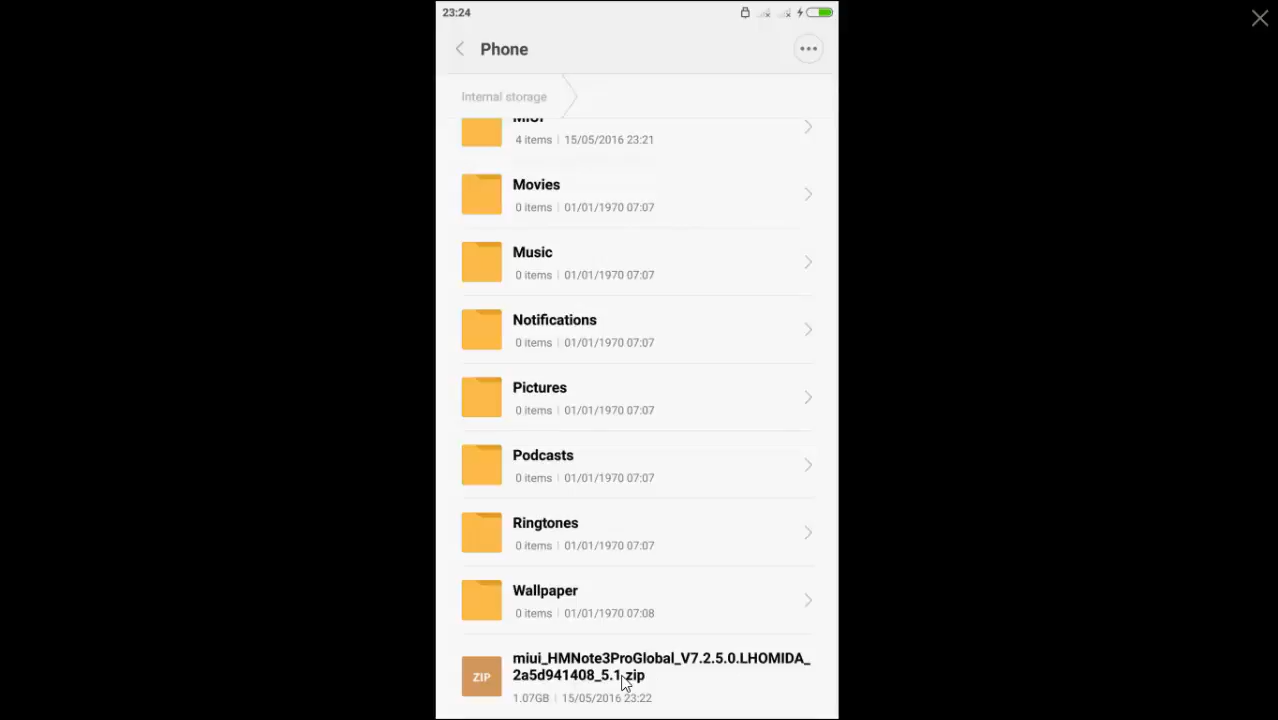 23:24
Phone
Internal storage
MIUI
4 items | 15/05/2016 23:21
Movies
0 items | 01/01/1970 07:07
Music
0 items | 01/01/1970 07:07
Notifications
0 items | 01/01/1970 07:07
Pictures
0 items | 01/01/1970 07:07
Podcasts
0 items | 01/01/1970 07:07
Ringtones
0 items | 01/01/1970 07:07
Wallpaper
0 items | 01/01/1970 07:08
ZIP
miui_HMNote3ProGlobal_V7.2.5.0.LHOMIDA_
2a5d941408_5.1.zip
1.07GB | 15/05/2016 23:22